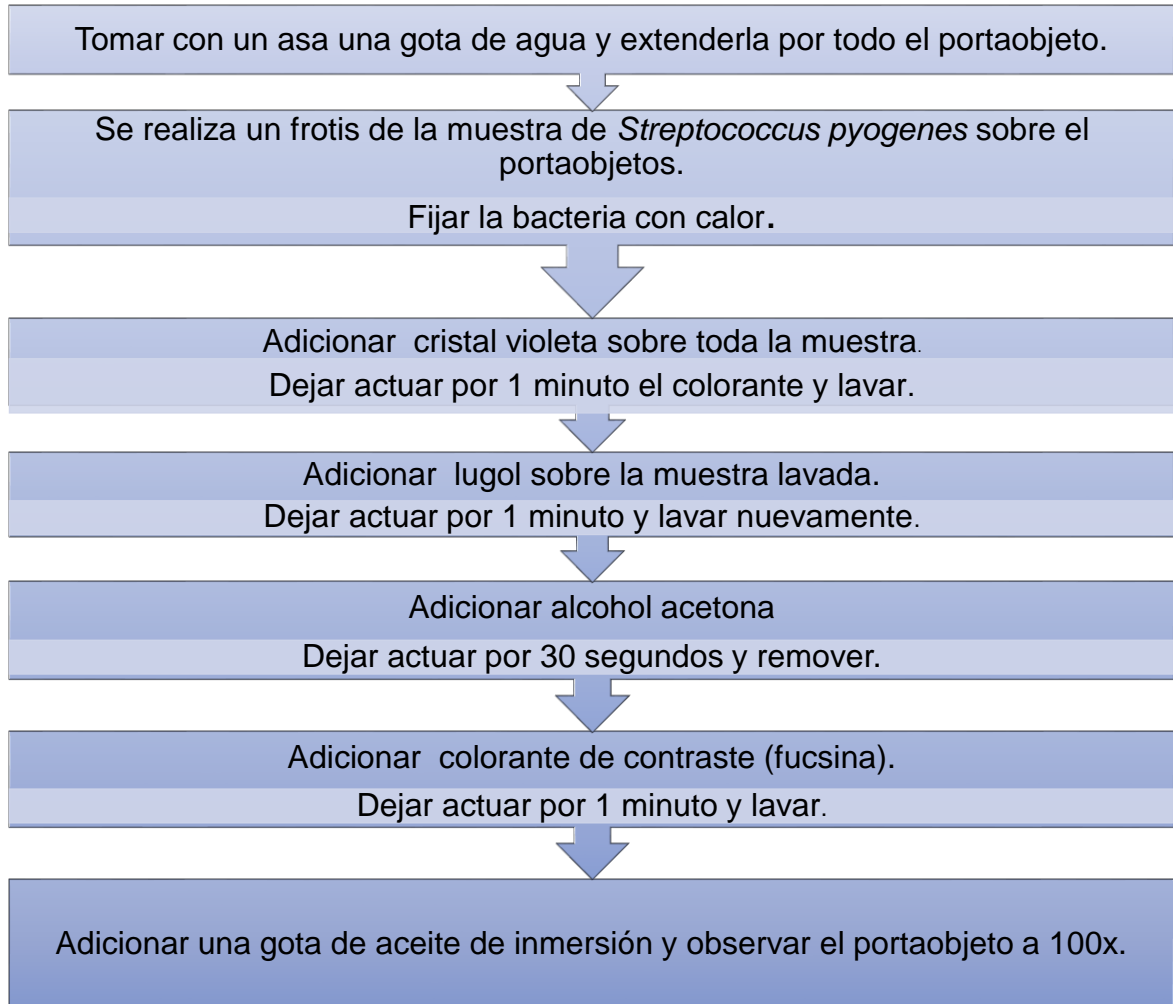 Tomar con un asa una gota de agua y extenderla por todo el portaobjeto.
Se realiza un frotis de la muestra de Streptococcus pyogenes sobre el
portaobjetos.
Fijar la bacteria con calor.
Adicionar cristal violeta sobre toda la muestra.
Dejar actuar por 1 minuto el colorante y lavar.
Adicionar lugol sobre la muestra lavada.
Dejar actuar por 1 minuto y lavar nuevamente.
Adicionar alcohol acetona
Dejar actuar por 30 segundos y remover.
Adicionar colorante de contraste (fucsina).
Dejar actuar por 1 minuto y lavar.
Adicionar una gota de aceite de inmersión y observar el portaobjeto a 100x.